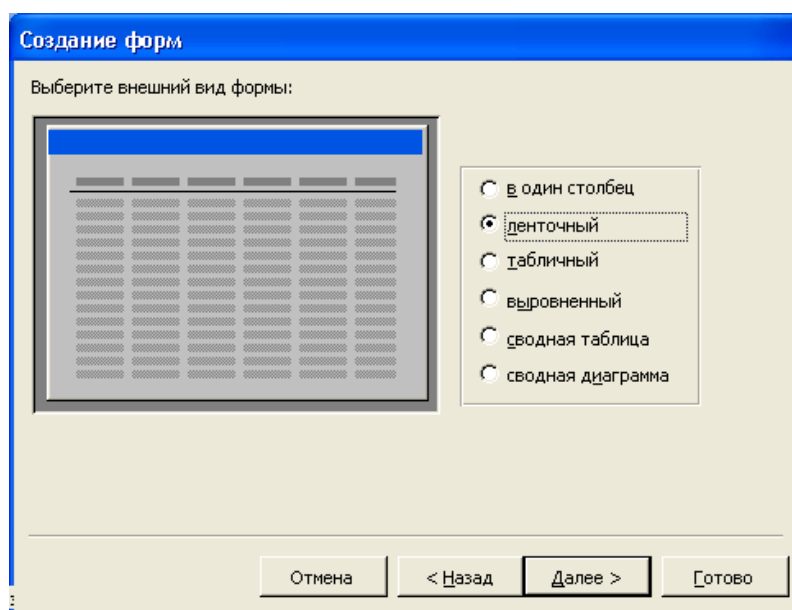 Создание форм
Выберите внешний вид формы:
в один столбец
ленточный
табличный
выровненный
сводная таблица
сводная диаграмма
Отмена
< Назад
Далее >
Готово